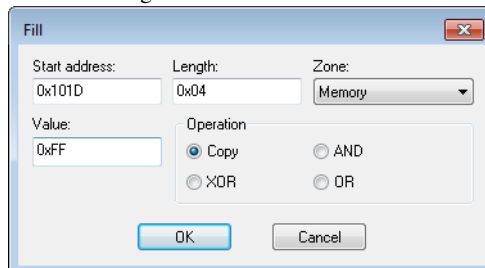 Fill
Start address: Length: Zone:
0x101D 0x04 Memory
Value: Operation
0xFF Copy AND
XOR OR
OK Cancel